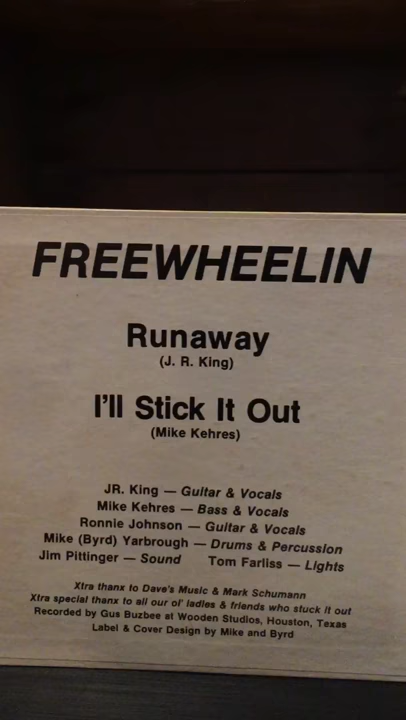 FREEWHEELIN
Runaway
(J. R. King)
I'll Stick It Out
(Mike Kehres)
JR. King — Guitar & Vocals
Mike Kehres — Bass & Vocals
Ronnie Johnson — Guitar & Vocals
Mike (Byrd) Yarbrough — Drums & Percussion
Jim Pittinger — Sound Tom Farliss — Lights
Xtra thanx to Dave's Music & Mark Schumann
Xtra special thanx to all our ol' ladies & friends who stuck it out
Recorded by Gus Buzbee at Wooden Studios, Houston, Texas
Label & Cover Design by Mike and Byrd